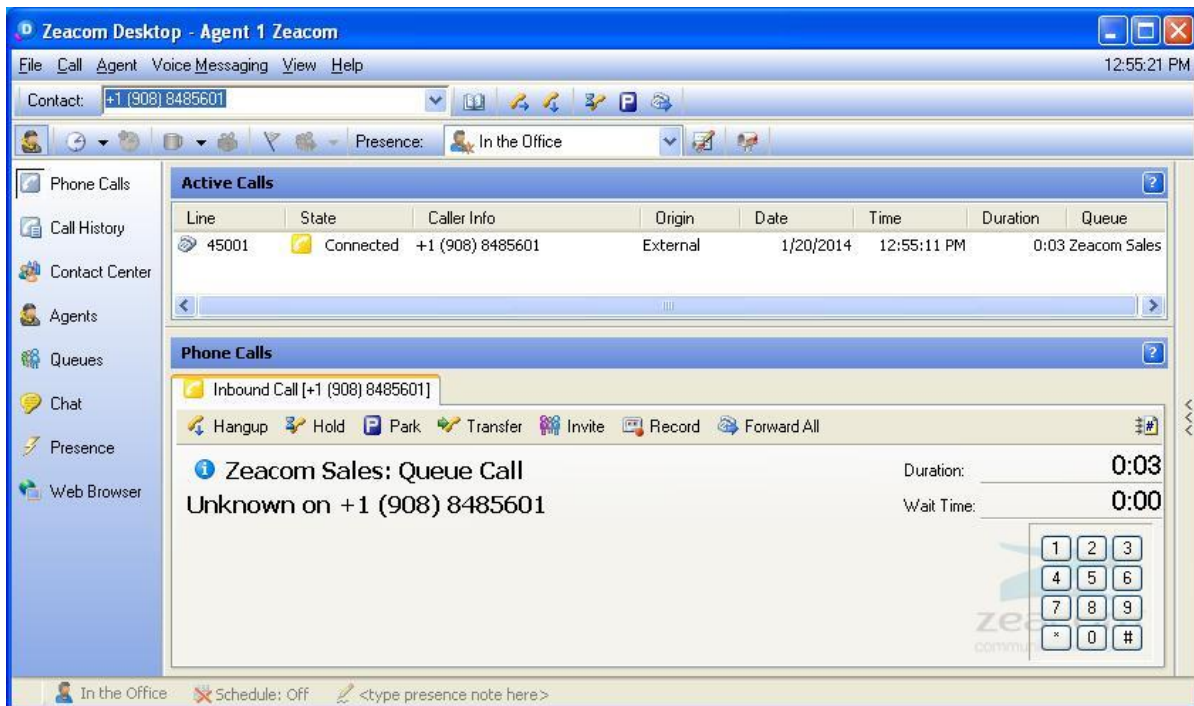 Zeacom Desktop - Agent 1 Zeacom
File Call Agent Voice Messaging View Help 12:55:21 PM
Contact: +1 (908) 8485601
Presence: In the Office
Phone Calls
Call History
Contact Center
Agents
Queues
Chat
Presence
Web Browser
Active Calls
Line State Caller Info Origin Date Time Duration Queue
45001 Connected +1 (908) 8485601 External 1/20/2014 12:55:11 PM 0:03 Zeacom Sales
Phone Calls
Inbound Call [+1 (908) 8485601]
Hangup Hold P Park Transfer Invite Record Forward All
Zeacom Sales: Queue Call
Unknown on +1 (908) 8485601
Duration: 0:03
Wait Time: 0:00
1 2 3
4 5 6
7 8 9
* 0 #
In the Office Schedule: Off <type presence note here>